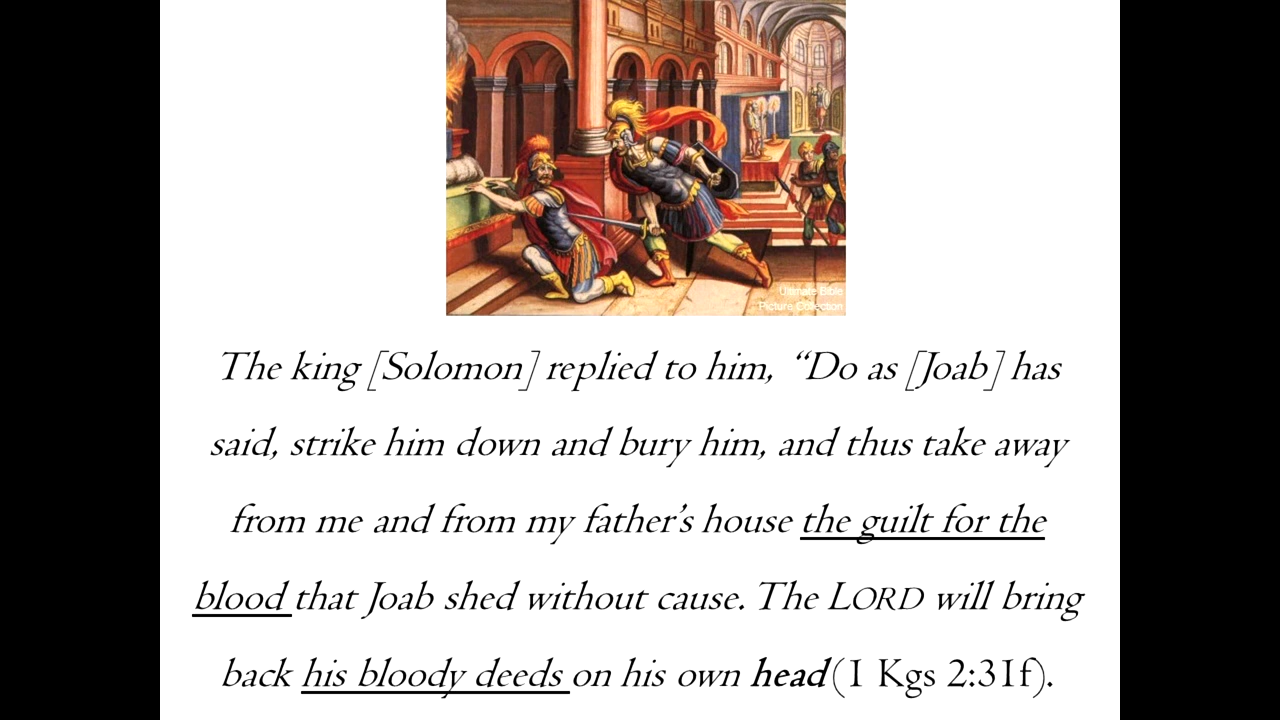 Ultimate Bible
Picture Collection
The king [Solomon] replied to him, “Do as [Joab] has
said, strike him down and bury him, and thus take away
from me and from my father’s house the guilt for the
blood that Joab shed without cause. The LORD will bring
back his bloody deeds on his own head (1 Kgs 2:31f).